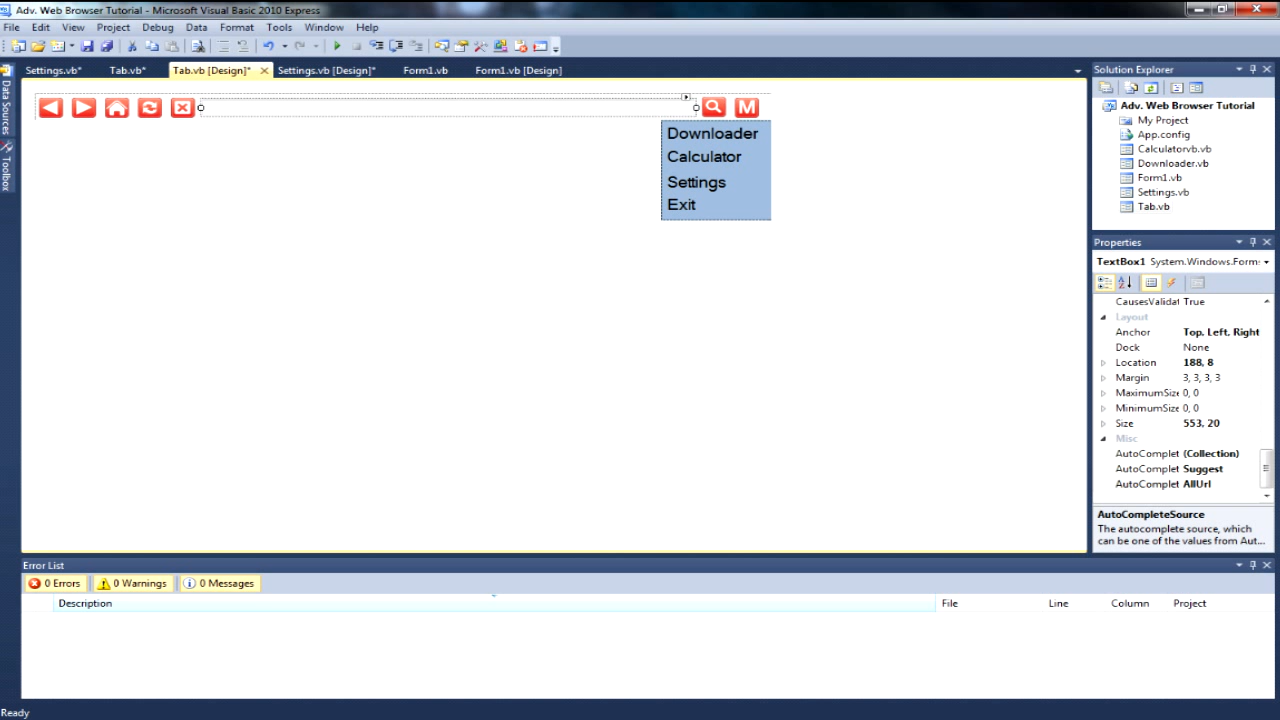 Adv. Web Browser Tutorial - Microsoft Visual Basic 2010 Express
File Edit View Project Debug Data Format Tools Window Help
Settings.vb* Tab.vb* Tab.vb [Design]* Settings.vb [Design]* Form1.vb Form1.vb [Design]
Data Sources
Toolbox
M
Downloader
Calculator
Settings
Exit
Solution Explorer
Adv. Web Browser Tutorial
My Project
App.config
Calculatorvb.vb
Downloader.vb
Form1.vb
Settings.vb
Tab.vb
Properties
TextBox1 System.Windows.Form:
CausesValidat True
Layout
Anchor Top, Left, Right
Dock None
Location 188, 8
Margin 3, 3, 3, 3
MaximumSize 0, 0
MinimumSize 0, 0
Size 553, 20
Misc
AutoComplet (Collection)
AutoComplet Suggest
AutoComplet AllUrl
AutoCompleteSource
The autocomplete source, which
can be one of the values from Aut...
Error List
0 Errors 0 Warnings 0 Messages
Description File Line Column Project
Ready